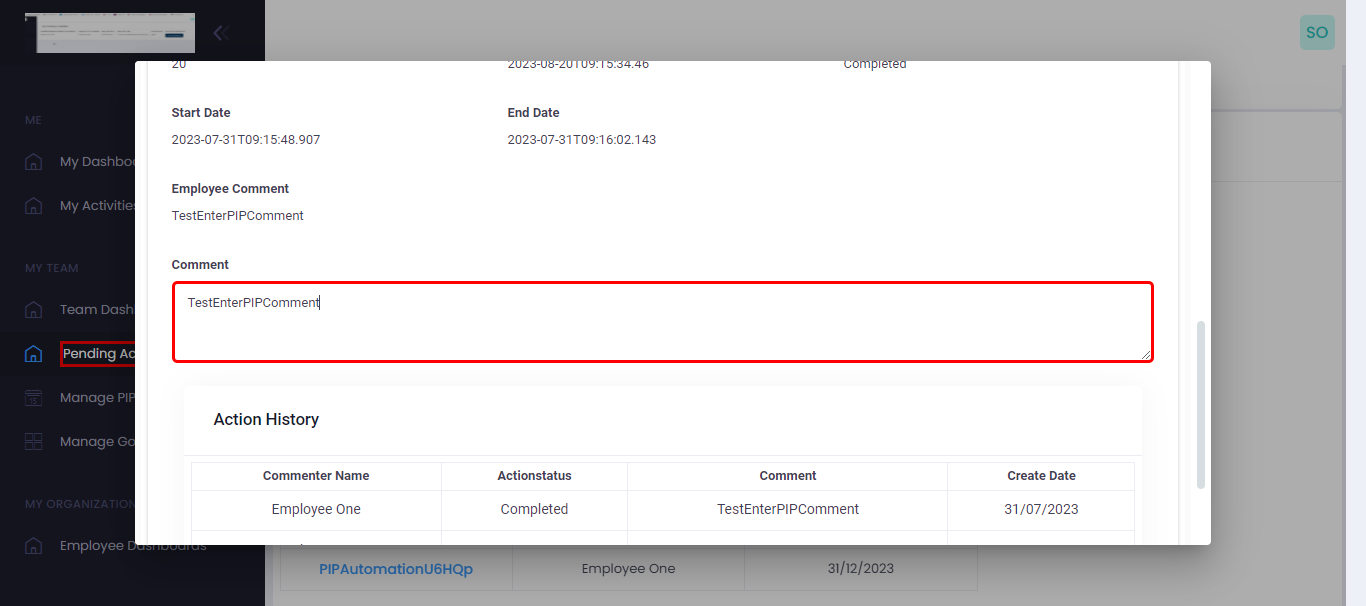 SO
20
2023-08-20T09:15:34.46
Completed
ME
Start Date
End Date
2023-07-31T09:15:48.907
2023-07-31T09:16:02.143
My Dashboa
My Activities
Employee Comment
TestEnterPIPComment
MY TEAM
Comment
TestEnterPIPComment
Team Dash
Pending Ac
Manage PIP
Manage Go
Action History
Commenter Name
Actionstatus
Comment
Create Date
Employee One
Completed
TestEnterPIPComment
31/07/2023
MY ORGANIZATION
Employee Dashboards
PIPAutomationU6HQp
Employee One
31/12/2023